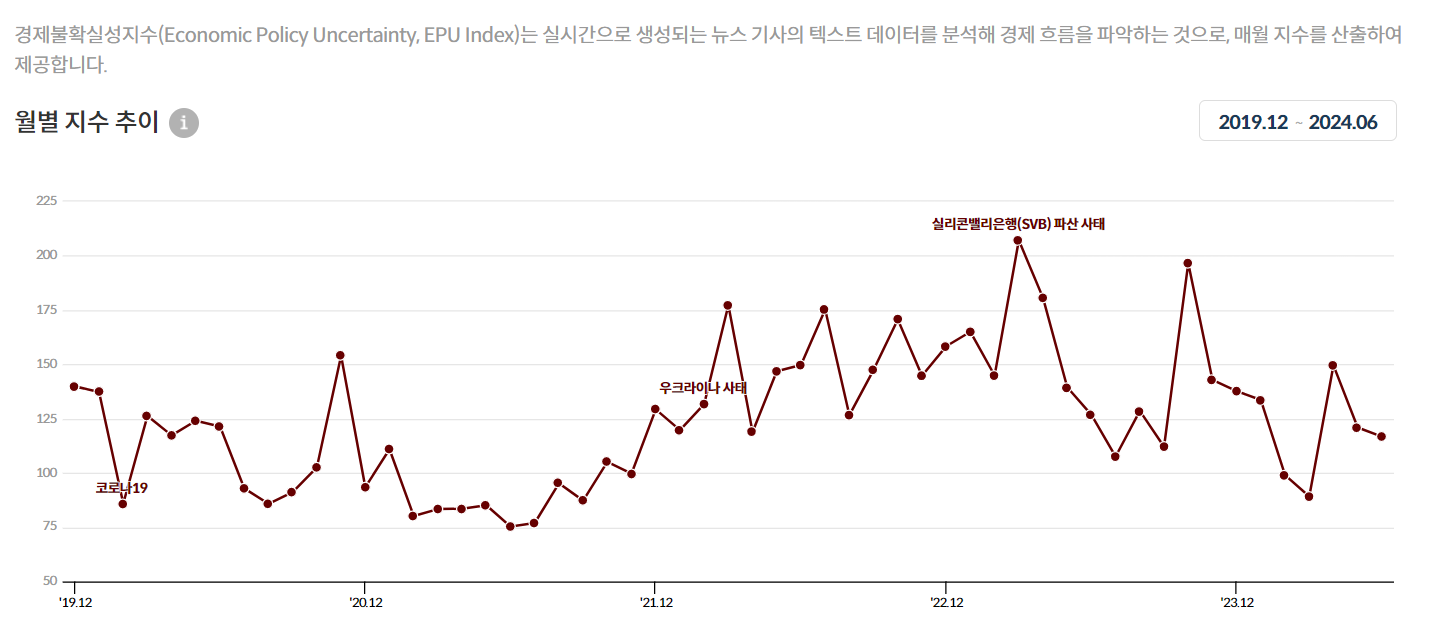 경제불확실성지수(Economic Policy Uncertainty, EPU Index)는 실시간으로 생성되는 뉴스 기사의 텍스트 데이터를 분석해 경제 흐름을 파악하는 것으로, 매월 지수를 산출하여
제공합니다.
월별 지수 추이 i
2019.12 ~ 2024.06
225
실리콘밸리은행(SVB) 파산 사태
200
175
150
우크라이나 사태
125
100
코로나19
75
50
'19.12 '20.12 '21.12 '22.12 '23.12